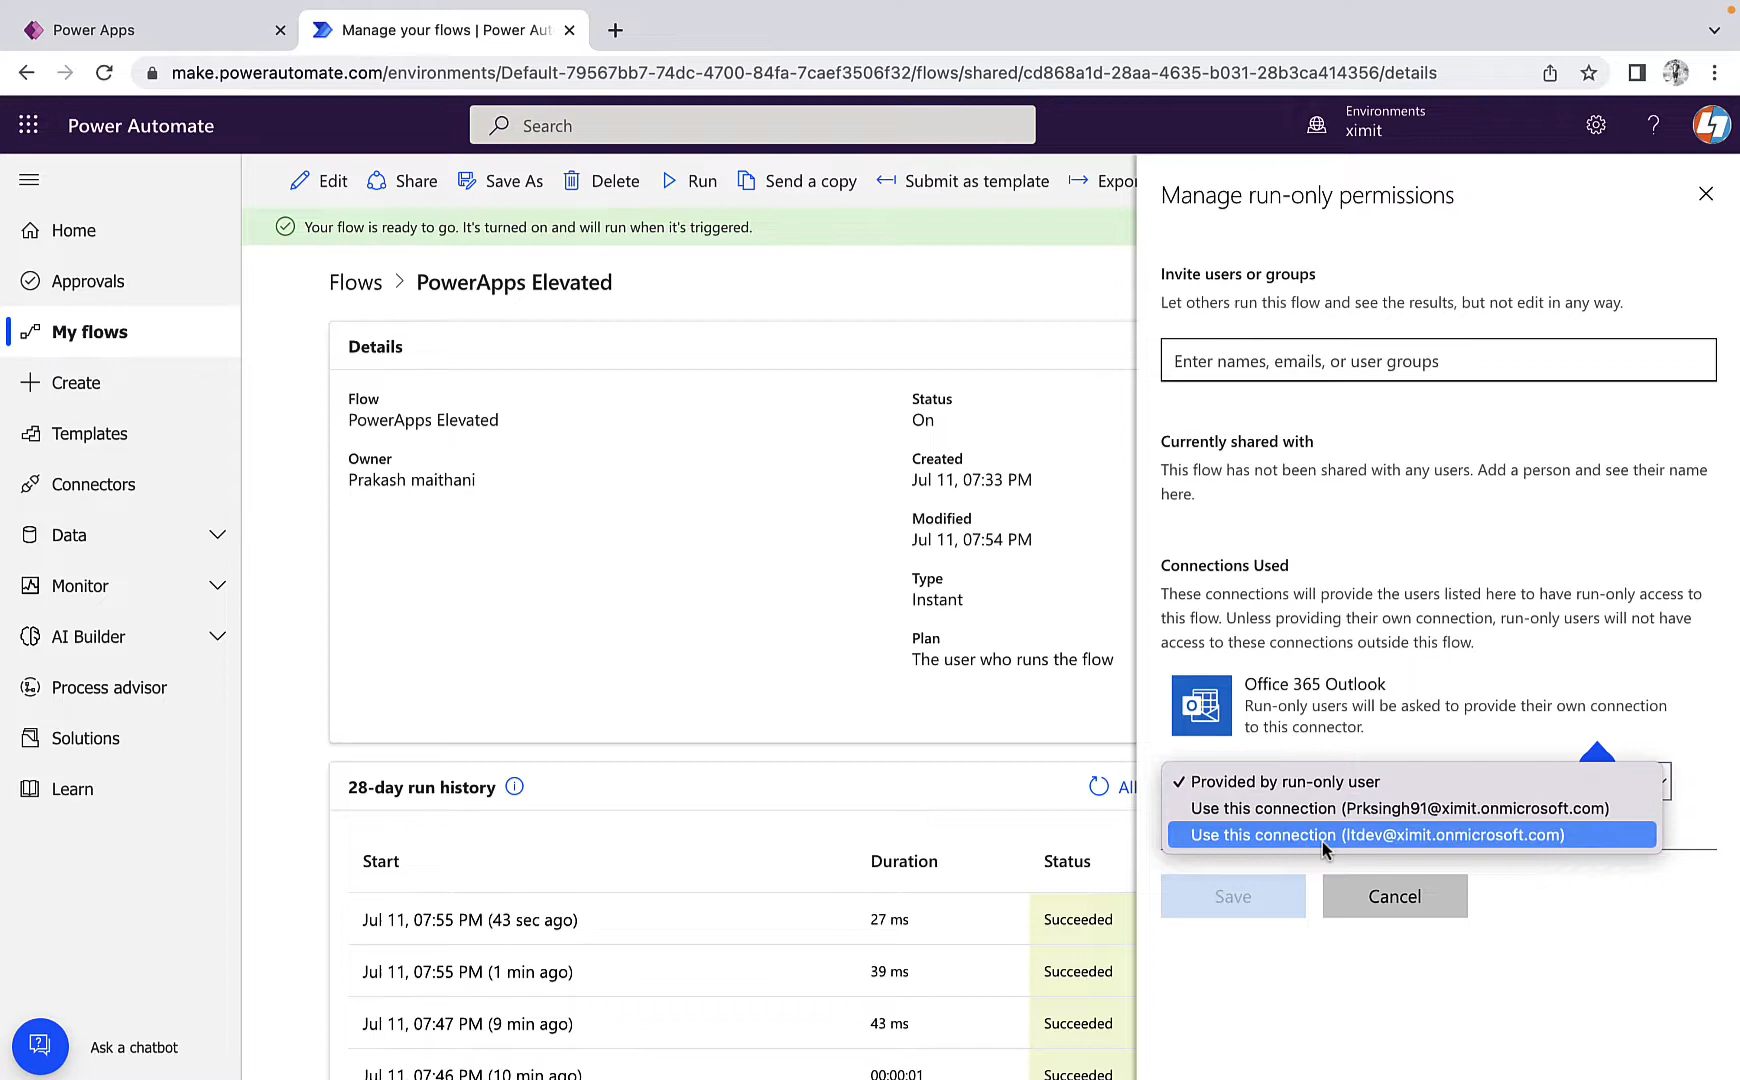 Power Apps
Manage your flows | Power Aut
make.powerautomate.com/environments/Default-79567bb7-74dc-4700-84fa-7caef3506f32/flows/shared/cd868a1d-28aa-4635-b031-28b3ca414356/details
Power Automate
Search
Environments
ximit
Home
Approvals
My flows
Create
Templates
Connectors
Data
Monitor
AI Builder
Process advisor
Solutions
Learn
Ask a chatbot
Edit
Share
Save As
Delete
Run
Send a copy
Submit as template
Expor
Your flow is ready to go. It's turned on and will run when it's triggered.
Flows > PowerApps Elevated
Details
Flow
PowerApps Elevated
Owner
Prakash maithani
Status
On
Created
Jul 11, 07:33 PM
Modified
Jul 11, 07:54 PM
Type
Instant
Plan
The user who runs the flow
28-day run history
All
Start Duration Status
Jul 11, 07:55 PM (43 sec ago) 27 ms Succeeded
Jul 11, 07:55 PM (1 min ago) 39 ms Succeeded
Jul 11, 07:47 PM (9 min ago) 43 ms Succeeded
Jul 11, 07:46 PM (10 min ago) 00:00:01 Succeeded
Manage run-only permissions
Invite users or groups
Let others run this flow and see the results, but not edit in any way.
Enter names, emails, or user groups
Currently shared with
This flow has not been shared with any users. Add a person and see their name
here.
Connections Used
These connections will provide the users listed here to have run-only access to
this flow. Unless providing their own connection, run-only users will not have
access to these connections outside this flow.
Office 365 Outlook
Run-only users will be asked to provide their own connection
to this connector.
✓ Provided by run-only user
Use this connection (Prksingh91@ximit.onmicrosoft.com)
Use this connection (ltdev@ximit.onmicrosoft.com)
Save
Cancel